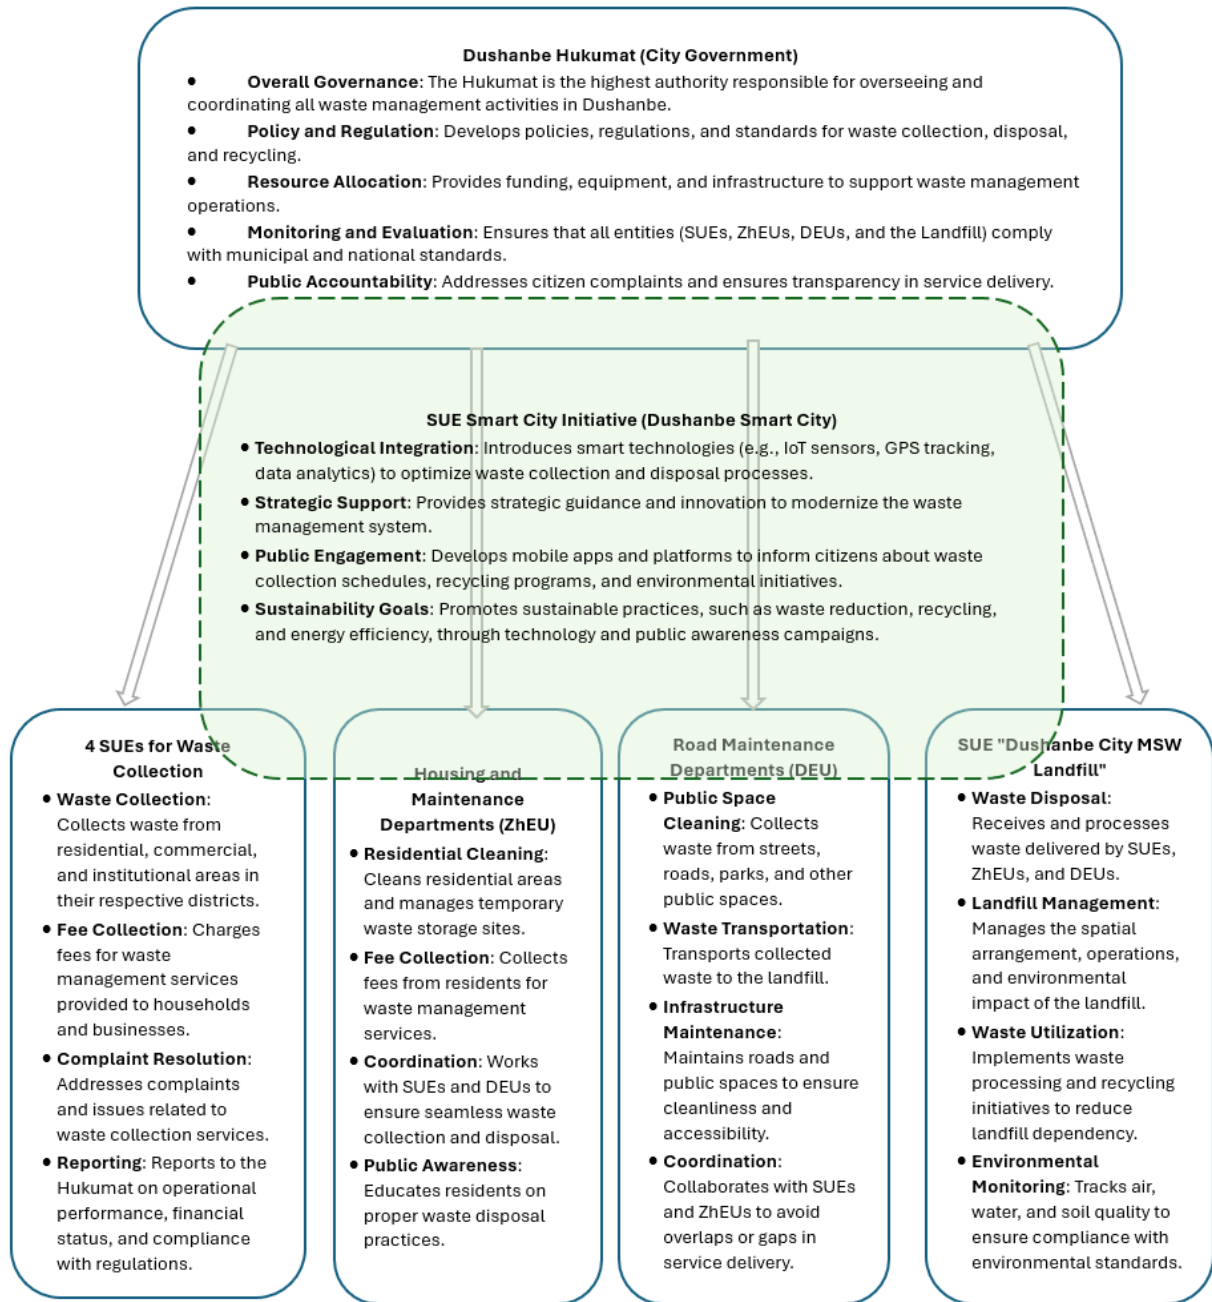 Dushanbe Hukumat (City Government)
• Overall Governance: The Hukumat is the highest authority responsible for overseeing and
coordinating all waste management activities in Dushanbe.
• Policy and Regulation: Develops policies, regulations, and standards for waste collection, disposal,
and recycling.
• Resource Allocation: Provides funding, equipment, and infrastructure to support waste management
operations.
• Monitoring and Evaluation: Ensures that all entities (SUEs, ZhEUs, DEUs, and the Landfill) comply
with municipal and national standards.
• Public Accountability: Addresses citizen complaints and ensures transparency in service delivery.
SUE Smart City Initiative (Dushanbe Smart City)
• Technological Integration: Introduces smart technologies (e.g., IoT sensors, GPS tracking,
data analytics) to optimize waste collection and disposal processes.
• Strategic Support: Provides strategic guidance and innovation to modernize the waste
management system.
• Public Engagement: Develops mobile apps and platforms to inform citizens about waste
collection schedules, recycling programs, and environmental initiatives.
• Sustainability Goals: Promotes sustainable practices, such as waste reduction, recycling,
and energy efficiency, through technology and public awareness campaigns.
4 SUEs for Waste
Collection
• Waste Collection:
Collects waste from
residential, commercial,
and institutional areas in
their respective districts.
• Fee Collection: Charges
fees for waste
management services
provided to households
and businesses.
• Complaint Resolution:
Addresses complaints
and issues related to
waste collection services.
• Reporting: Reports to the
Hukumat on operational
performance, financial
status, and compliance
with regulations.
Housing and
Maintenance
Departments (ZhEU)
• Residential Cleaning:
Cleans residential areas
and manages temporary
waste storage sites.
• Fee Collection: Collects
fees from residents for
waste management
services.
• Coordination: Works
with SUEs and DEUs to
ensure seamless waste
collection and disposal.
• Public Awareness:
Educates residents on
proper waste disposal
practices.
Road Maintenance
Departments (DEU)
• Public Space
Cleaning: Collects
waste from streets,
roads, parks, and other
public spaces.
• Waste Transportation:
Transports collected
waste to the landfill.
• Infrastructure
Maintenance:
Maintains roads and
public spaces to ensure
cleanliness and
accessibility.
• Coordination:
Collaborates with SUEs
and ZhEUs to avoid
overlaps or gaps in
service delivery.
SUE "Dushanbe City MSW
Landfill"
• Waste Disposal:
Receives and processes
waste delivered by SUEs,
ZhEUs, and DEUs.
• Landfill Management:
Manages the spatial
arrangement, operations,
and environmental
impact of the landfill.
• Waste Utilization:
Implements waste
processing and recycling
initiatives to reduce
landfill dependency.
• Environmental
Monitoring: Tracks air,
water, and soil quality to
ensure compliance with
environmental standards.